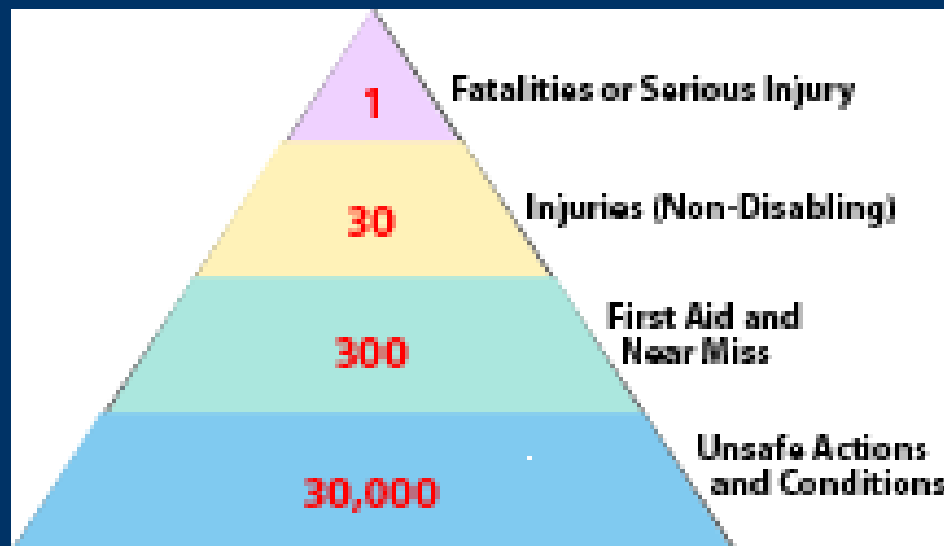 1
Fatalities or Serious Injury
30
Injuries (Non-Disabling)
300
First Aid and
Near Miss
30,000
Unsafe Actions
and Conditions